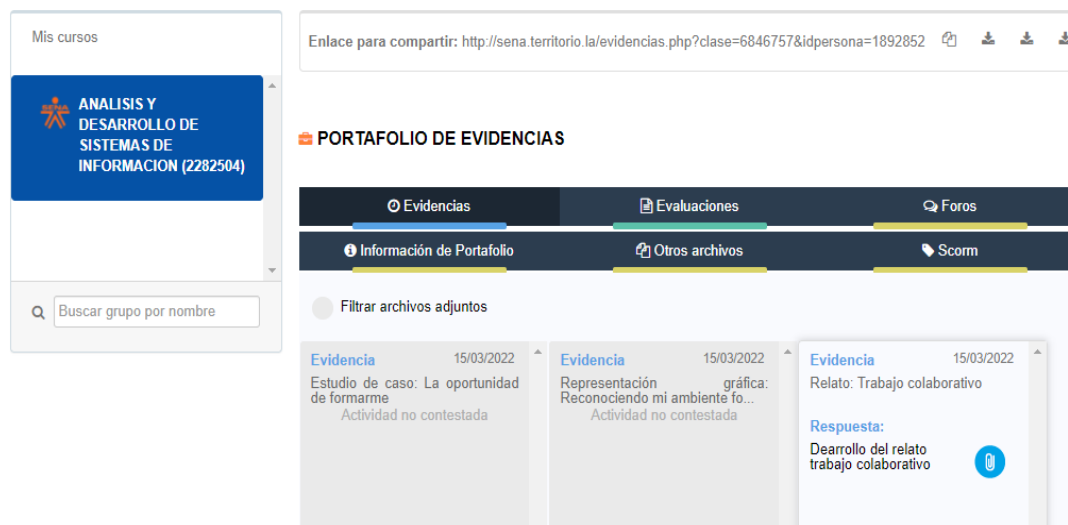 Mis cursos
SENA
ANALISIS Y
DESARROLLO DE
SISTEMAS DE
INFORMACION (2282504)
Buscar grupo por nombre
Enlace para compartir: http://sena.territorio.la/evidencias.php?clase=6846757&idpersona=1892852
PORTAFOLIO DE EVIDENCIAS
Evidencias
Evaluaciones
Foros
Información de Portafolio
Otros archivos
Scorm
Filtrar archivos adjuntos
Evidencia 15/03/2022
Estudio de caso: La oportunidad
de formarme
Actividad no contestada
Evidencia 15/03/2022
Representación gráfica:
Reconociendo mi ambiente fo...
Actividad no contestada
Evidencia 15/03/2022
Relato: Trabajo colaborativo
Respuesta:
Dearrollo del relato
trabajo colaborativo